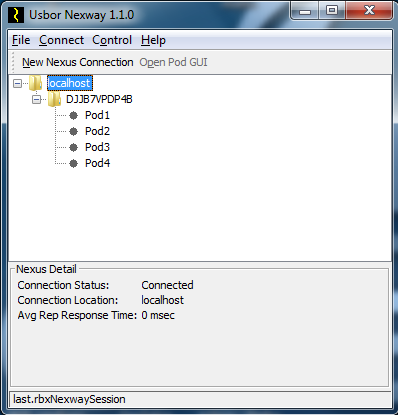 Usbor Nexway 1.1.0
File Connect Control Help
New Nexus Connection Open Pod GUI
localhost
DJJB7VPDP4B
Pod1
Pod2
Pod3
Pod4
Nexus Detail
Connection Status: Connected
Connection Location: localhost
Avg Rep Response Time: 0 msec
last.rbxNexwaySession